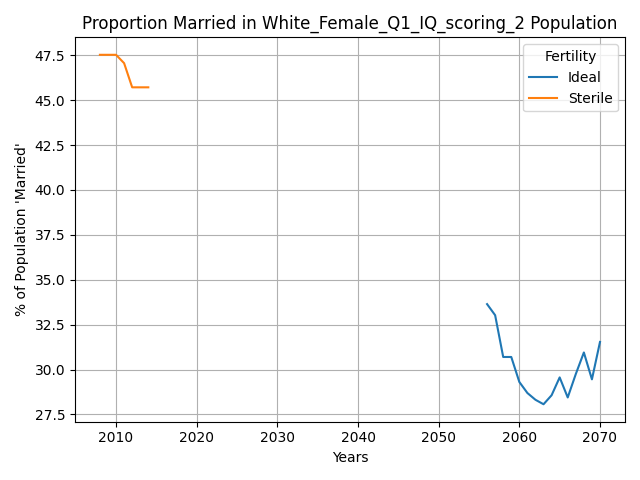 Proportion Married in White_Female_Q1_IQ_scoring_2 Population
Fertility
Ideal
Sterile
% of Population 'Married'
47.5
45.0
42.5
40.0
37.5
35.0
32.5
30.0
27.5
2010
2020
2030
2040
2050
2060
2070
Years